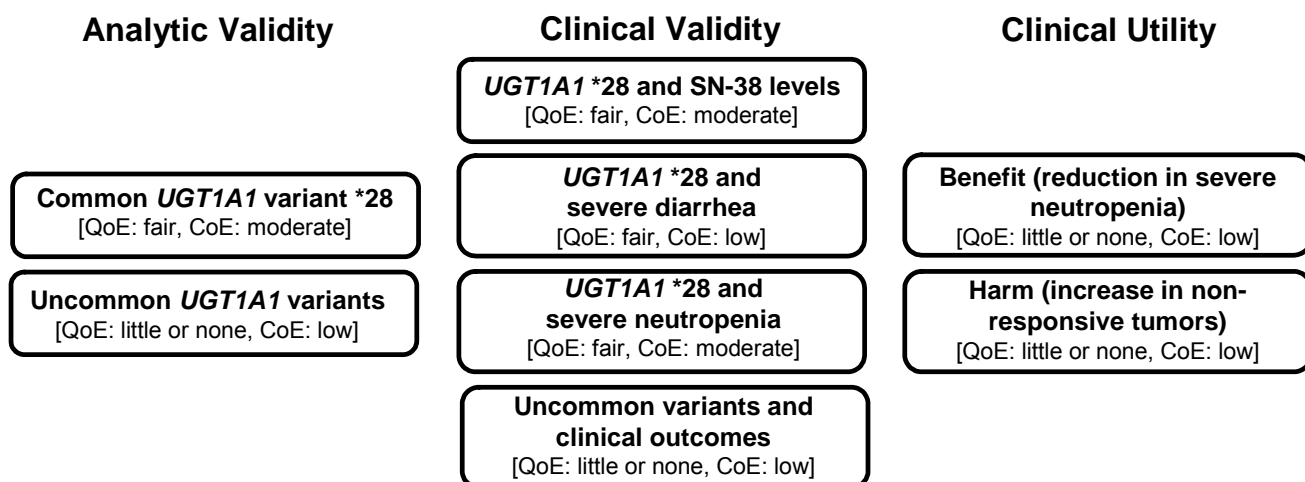 Analytic Validity
Common UGT1A1 variant *28
[QoE: fair, CoE: moderate]
Uncommon UGT1A1 variants
[QoE: little or none, CoE: low]
Clinical Validity
UGT1A1 *28 and SN-38 levels
[QoE: fair, CoE: moderate]
UGT1A1 *28 and
severe diarrhea
[QoE: fair, CoE: low]
UGT1A1 *28 and
severe neutropenia
[QoE: fair, CoE: moderate]
Uncommon variants and
clinical outcomes
[QoE: little or none, CoE: low]
Clinical Utility
Benefit (reduction in severe
neutropenia)
[QoE: little or none, CoE: low]
Harm (increase in non-
responsive tumors)
[QoE: little or none, CoE: low]